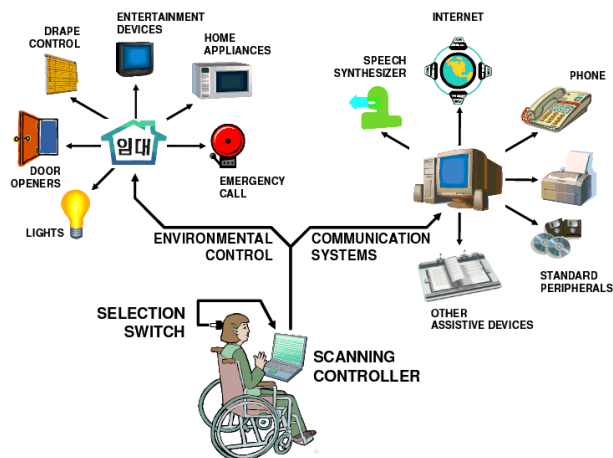 ENTERTAINMENT
DEVICES
DRAPE
CONTROL
HOME
APPLIANCES
임대
DOOR
OPENERS
EMERGENCY
CALL
LIGHTS
INTERNET
SPEECH
SYNTHESIZER
PHONE
STANDARD
PERIPHERALS
OTHER
ASSISTIVE DEVICES
ENVIRONMENTAL
CONTROL
COMMUNICATION
SYSTEMS
SELECTION
SWITCH
SCANNING
CONTROLLER